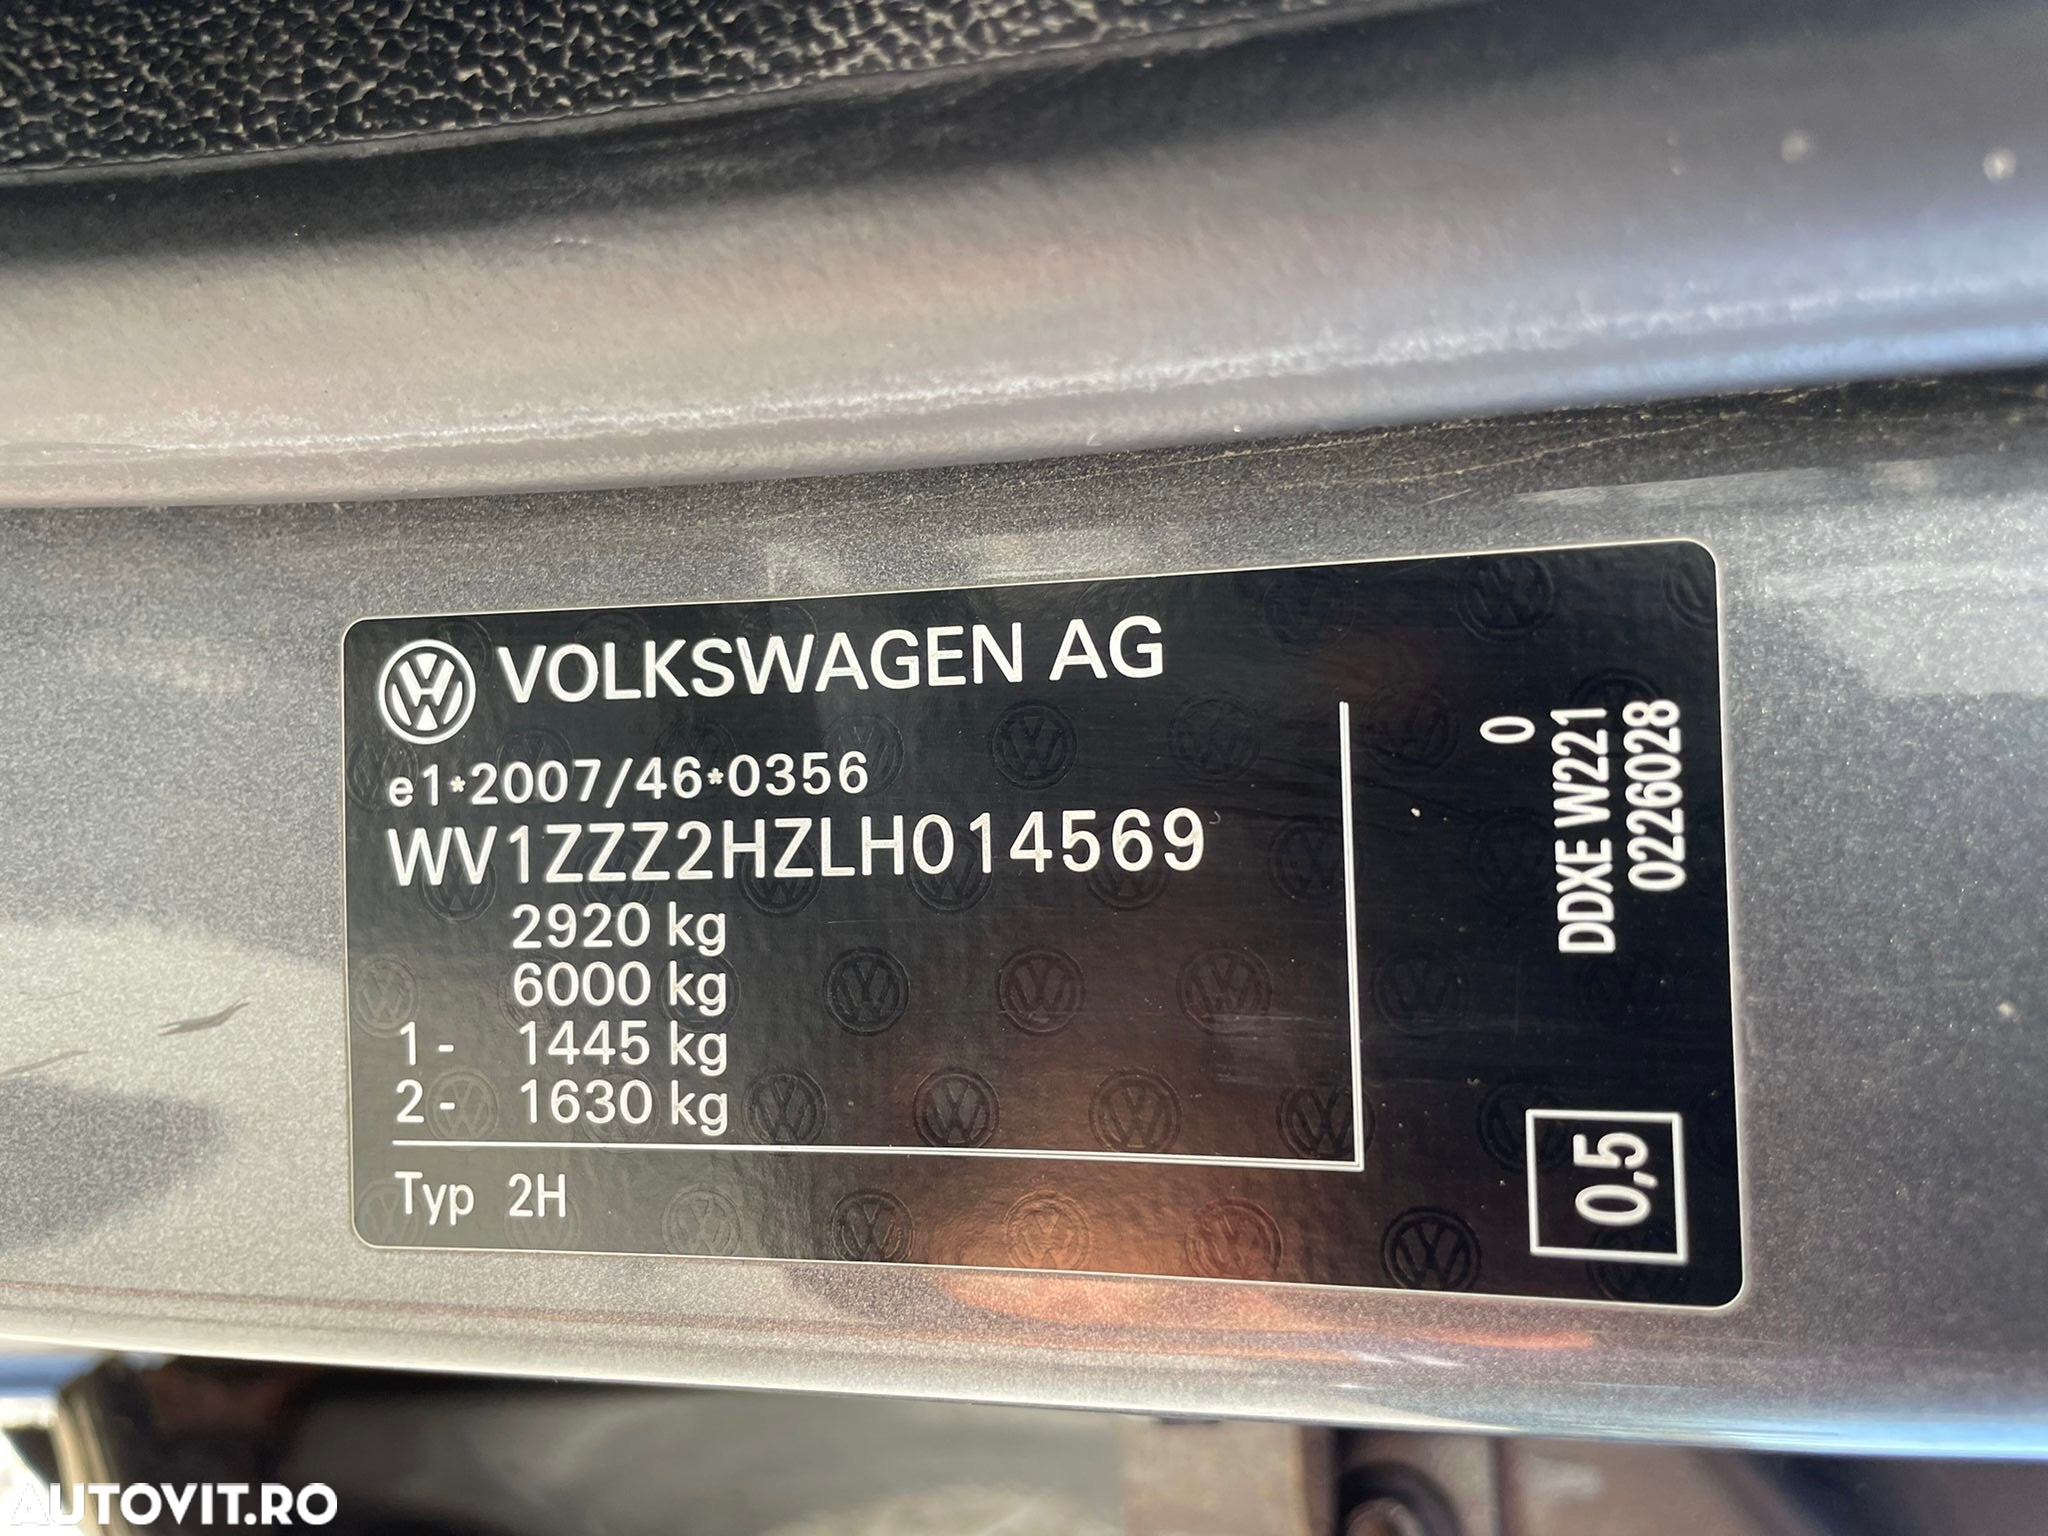 VOLKSWAGEN AG
e1*2007/46*0356
WV1ZZZ2HZLH014569
2920 kg
6000 kg
1- 1445 kg
2- 1630 kg
Typ 2H
0
DDXE W221
0226028
0,5
AUTOVIT.RO